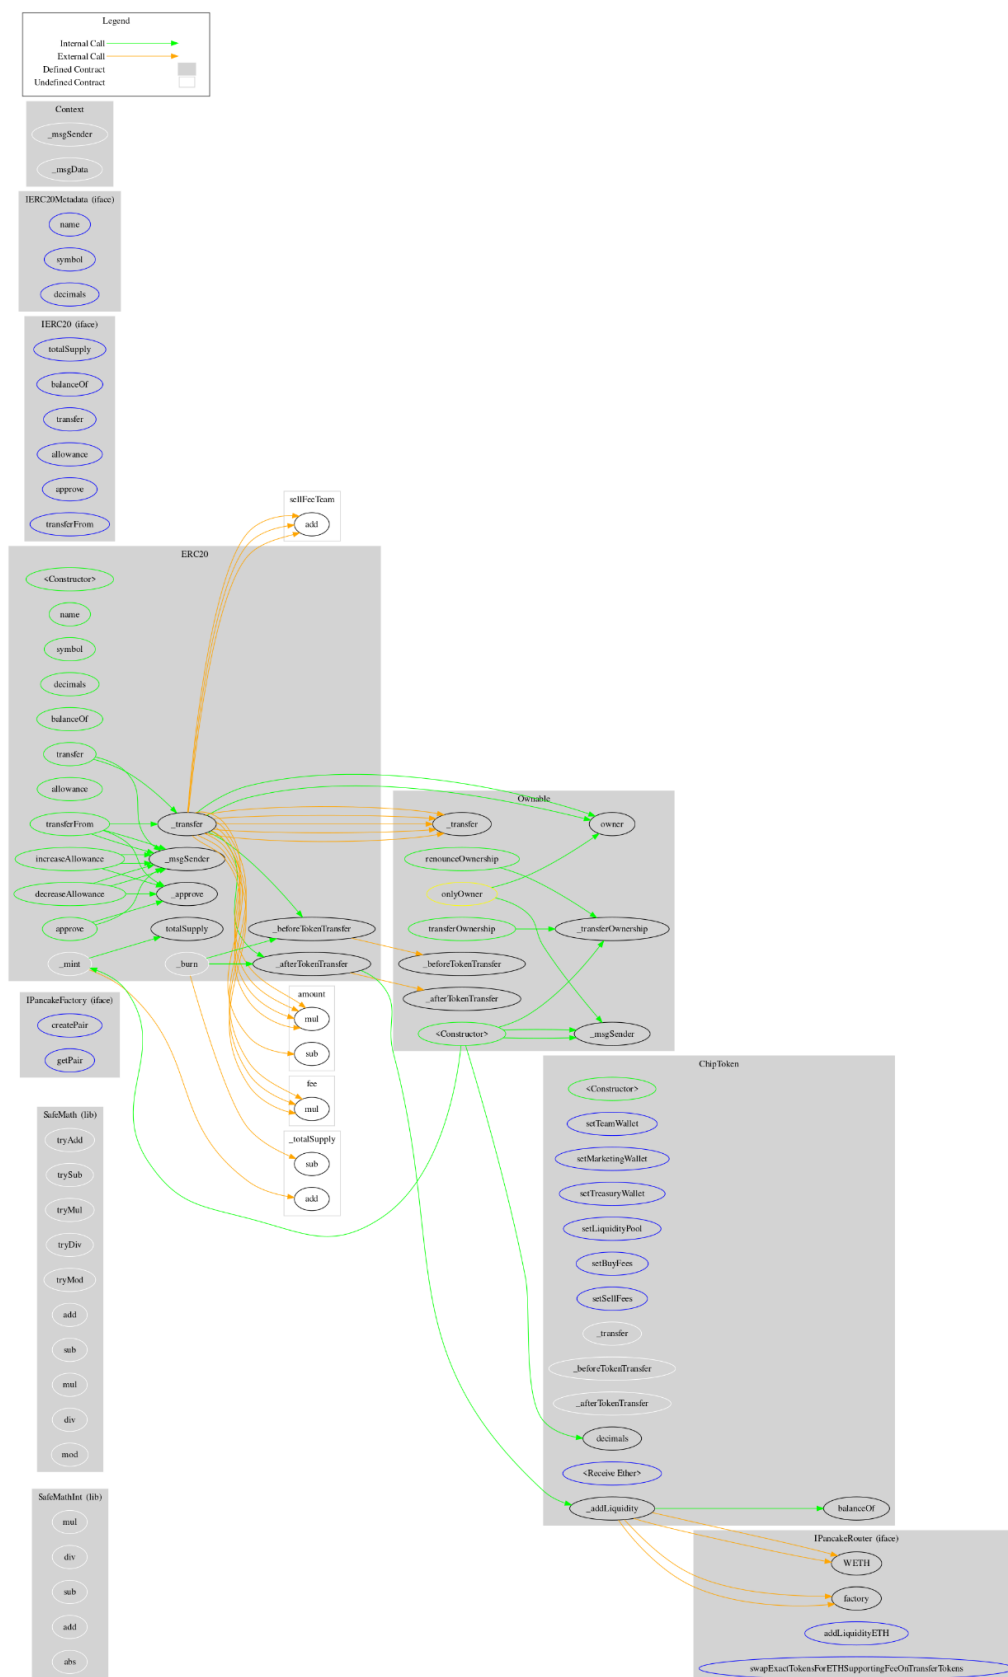 Legend
Internal Call
External Call
Defined Contract
Undefined Contract
Context
_msgSender
_msgData
IERC20Metadata (iface)
name
symbol
decimals
IERC20 (iface)
totalSupply
balanceOf
transfer
allowance
approve
transferFrom
sellFeeTeam
add
ERC20
<Constructor>
name
symbol
decimals
balanceOf
transfer
allowance
transferFrom
increaseAllowance
decreaseAllowance
approve
_mint
_transfer
_msgSender
_approve
totalSupply
_burn
_beforeTokenTransfer
_afterTokenTransfer
Ownable
_transfer
renounceOwnership
onlyOwner
transferOwnership
_beforeTokenTransfer
_afterTokenTransfer
<Constructor>
owner
_transferOwnership
_msgSender
IPancakeFactory (iface)
createPair
getPair
amount
mul
sub
fee
mul
_totalSupply
sub
add
SafeMath (lib)
tryAdd
trySub
tryMul
tryDiv
tryMod
add
sub
mul
div
mod
ChipToken
<Constructor>
setTeamWallet
setMarketingWallet
setTreasuryWallet
setLiquidityPool
setBuyFees
setSellFees
_transfer
_beforeTokenTransfer
_afterTokenTransfer
decimals
<Receive Ether>
_addLiquidity
balanceOf
SafeMathInt (lib)
mul
div
sub
add
abs
IPancakeRouter (iface)
WETH
factory
addLiquidityETH
swapExactTokensForETHSupportingFeeOnTransferTokens